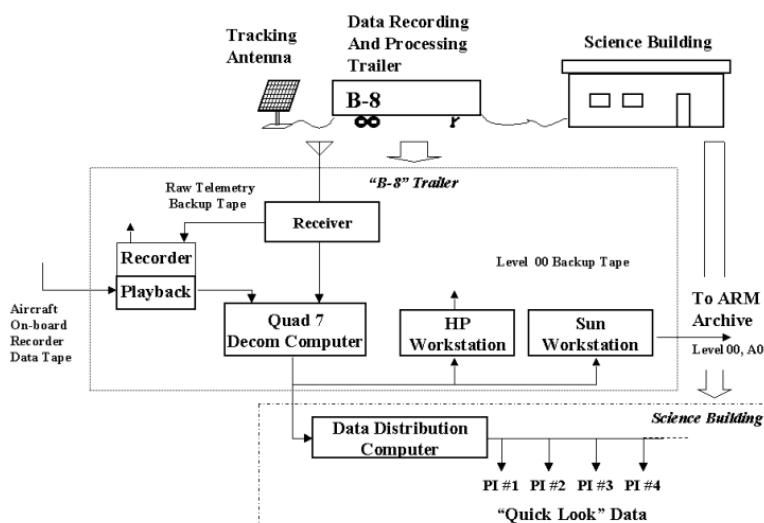 Tracking
Antenna
Data Recording
And Processing
Trailer
Science Building
B-8
"B-8" Trailer
Raw Telemetry
Backup Tape
Receiver
Recorder
Playback
Level 00 Backup Tape
Aircraft
On-board
Recorder
Data Tape
Quad 7
Decom Computer
HP
Workstation
Sun
Workstation
To ARM
Archive
Level 00, A0
Science Building
Data Distribution
Computer
PI #1 PI #2 PI #3 PI #4
"Quick Look" Data